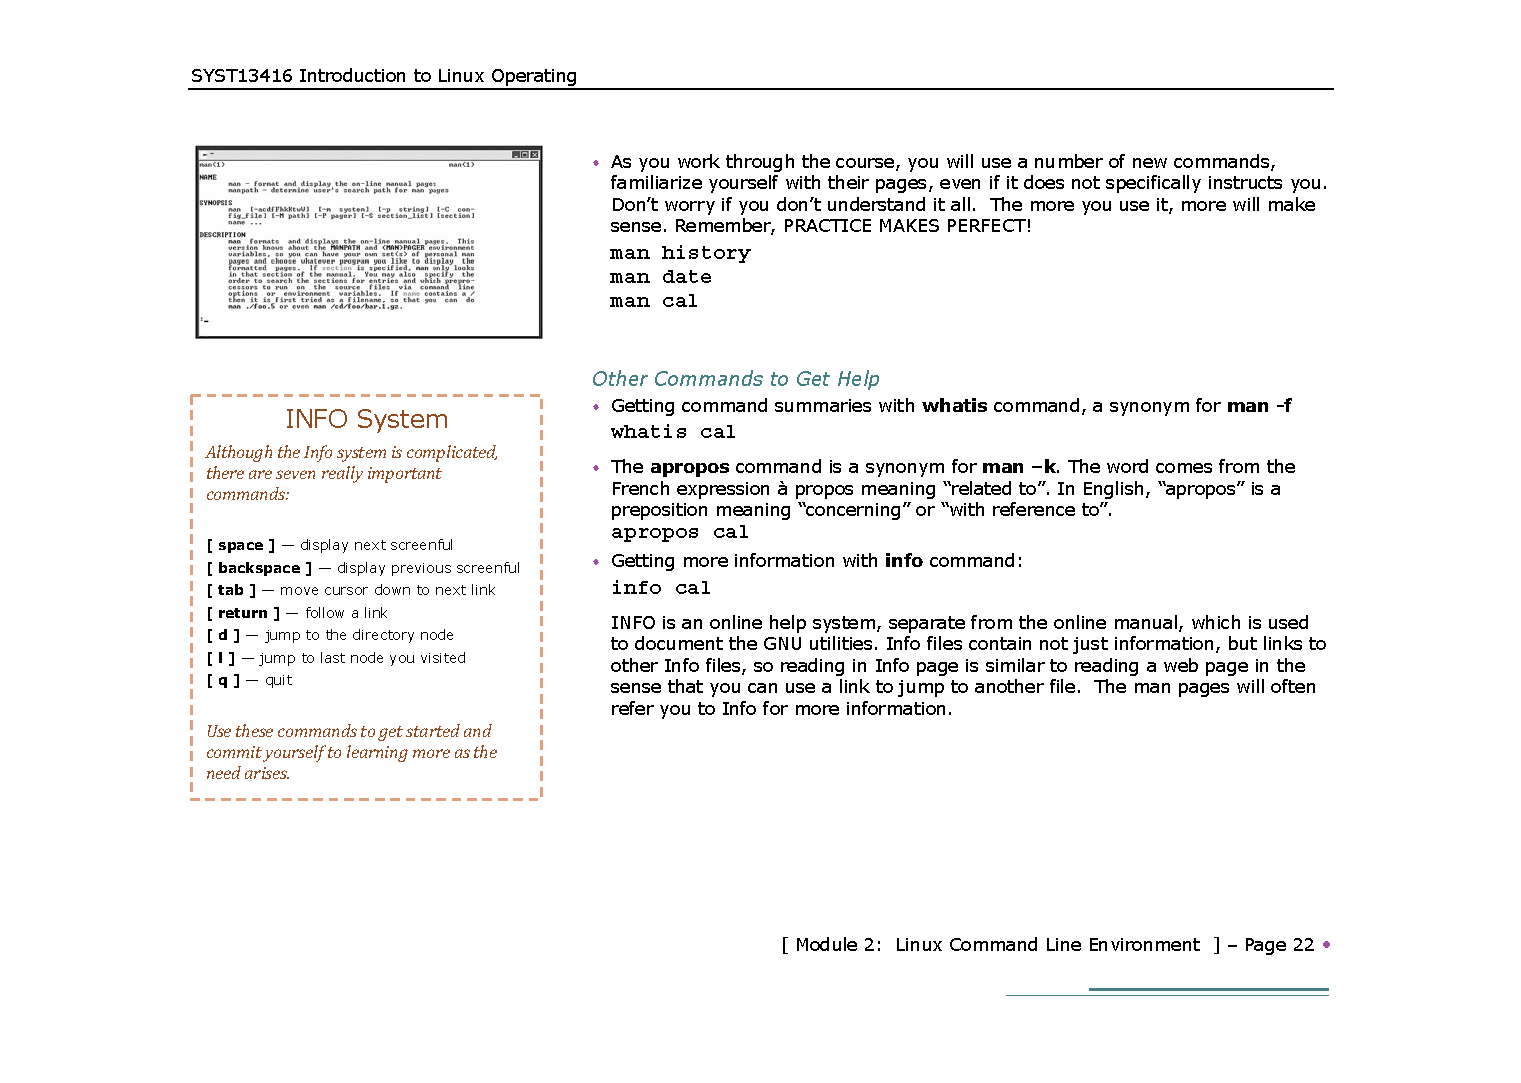 SYST13416 Introduction to Linux Operating
man(1) man(1)
NAME
man - format and display the on-line manual pages
manpath - determine user's search path for man pages
SYNOPSIS
man [-acdfFhkKtwW] [-m system] [-p string] [-C con-
fig_file] [-M path] [-P pager] [-S section_list] [section]
name ...
DESCRIPTION
man formats and displays the on-line manual pages. This
version knows about the MANPATH and (MAN)PAGER environment
variables, so you can have your own set(s) of personal man
pages and choose whatever program you like to display the
formatted pages. If section is specified, man only looks
in that section of the manual. You may also specify the
order to search the sections for entries and which prepro-
cessors to run on the source files via command line
options or environment variables. If name contains a /
then it is first tried as a filename, so that you can do
man ./foo.5 or even man /cd/foo/bar.1.gz.
:
INFO System
Although the Info system is complicated,
there are seven really important
commands:
[ space ] — display next screenful
[ backspace ] — display previous screenful
[ tab ] — move cursor down to next link
[ return ] — follow a link
[ d ] — jump to the directory node
[ l ] — jump to last node you visited
[ q ] — quit
Use these commands to get started and
commit yourself to learning more as the
need arises.
• As you work through the course, you will use a number of new commands,
familiarize yourself with their pages, even if it does not specifically instructs you.
Don't worry if you don't understand it all.  The more you use it, more will make
sense. Remember, PRACTICE MAKES PERFECT!
man history
man date
man cal
Other Commands to Get Help
• Getting command summaries with whatis command, a synonym for man -f
whatis cal
• The apropos command is a synonym for man –k. The word comes from the
French expression à propos meaning “related to”. In English, “apropos” is a
preposition meaning “concerning” or “with reference to”.
apropos cal
• Getting more information with info command:
info cal
INFO is an online help system, separate from the online manual, which is used
to document the GNU utilities. Info files contain not just information, but links to
other Info files, so reading in Info page is similar to reading a web page in the
sense that you can use a link to jump to another file.  The man pages will often
refer you to Info for more information.
[ Module 2:  Linux Command Line Environment  ] – Page 22 •